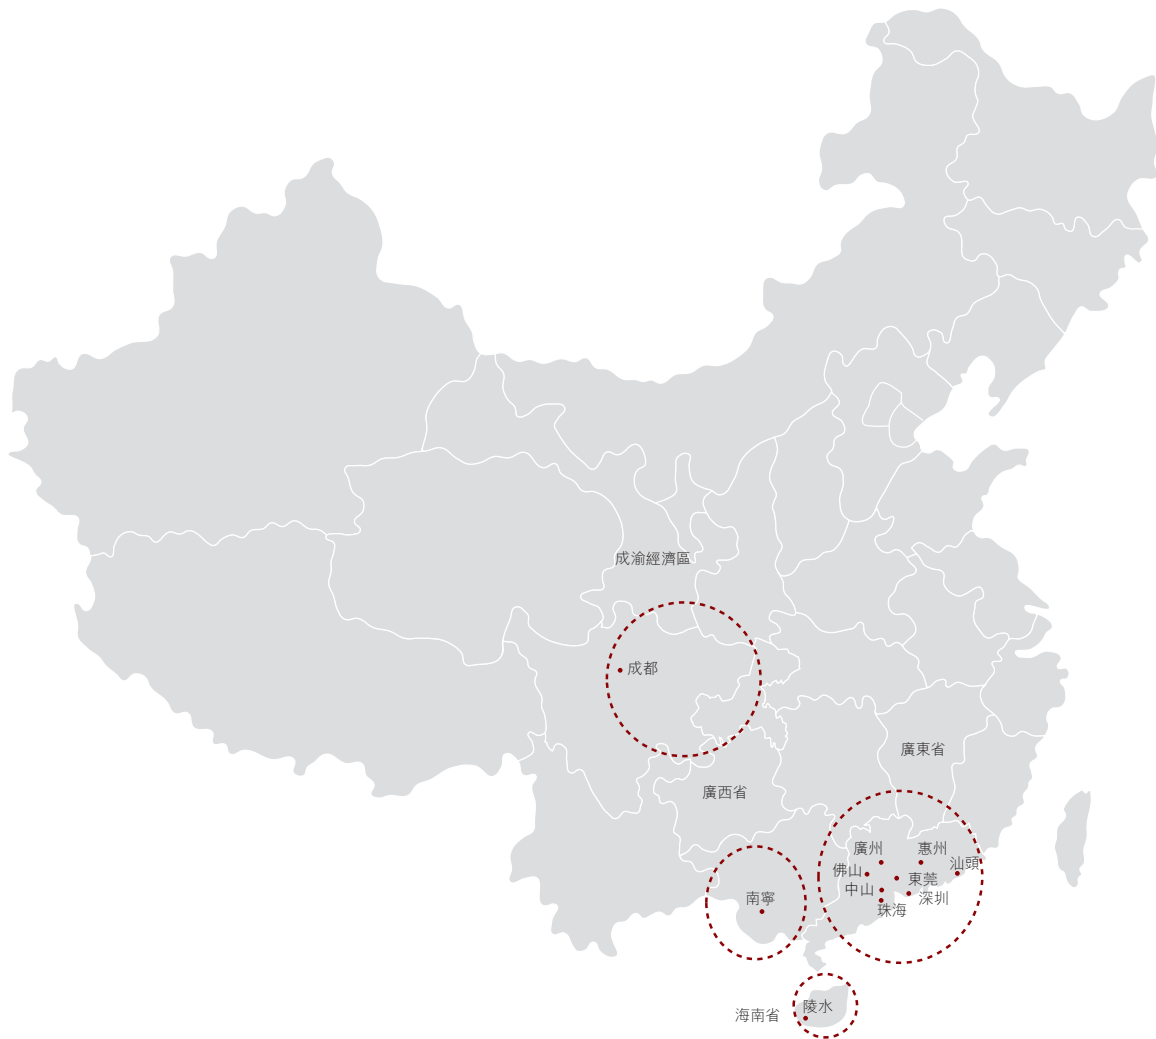 成渝經濟區
成都
廣東省
廣西省
廣州
惠州
汕頭
佛山
東莞
中山
深圳
珠海
南寧
陵水
海南省